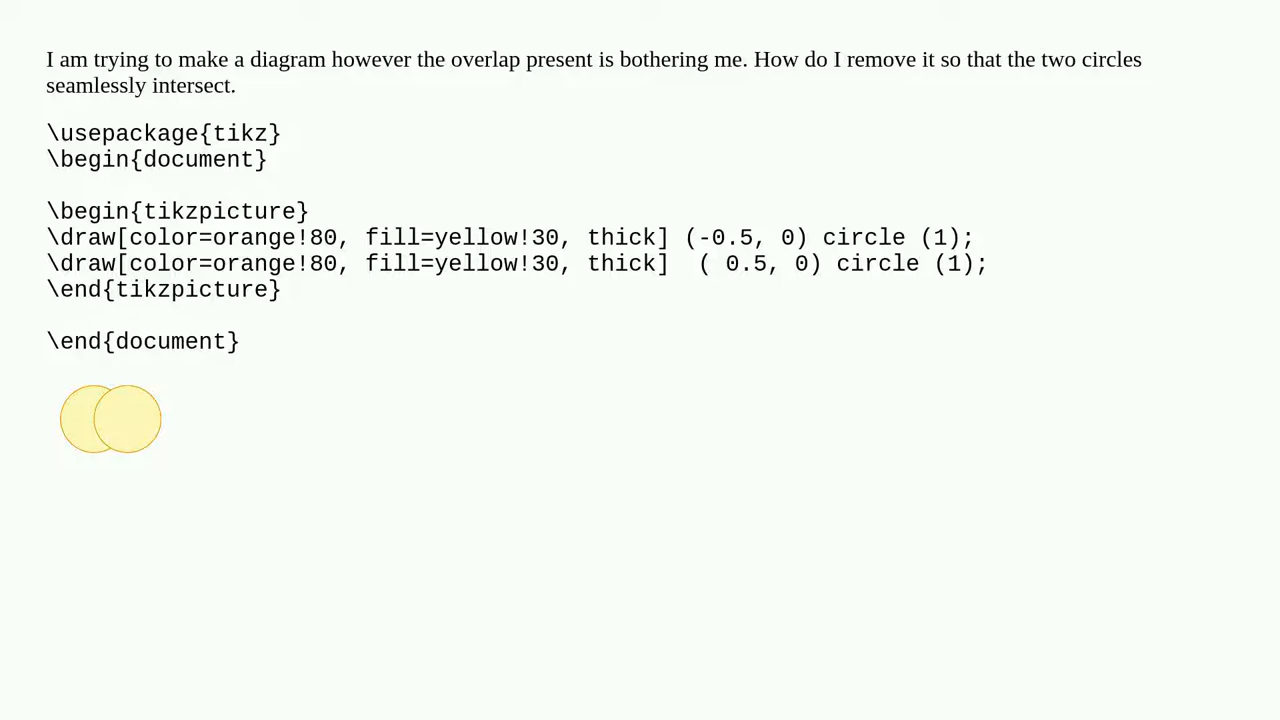 I am trying to make a diagram however the overlap present is bothering me. How do I remove it so that the two circles
seamlessly intersect.
\usepackage{tikz}
\begin{document}
\begin{tikzpicture}
\draw[color=orange!80, fill=yellow!30, thick] (-0.5, 0) circle (1);
\draw[color=orange!80, fill=yellow!30, thick]  ( 0.5, 0) circle (1);
\end{tikzpicture}
\end{document}